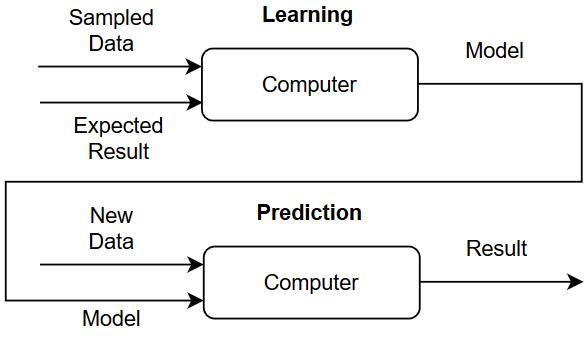 Learning
Sampled
Data
Computer
Model
Expected
Result
Prediction
New
Data
Computer
Result
Model